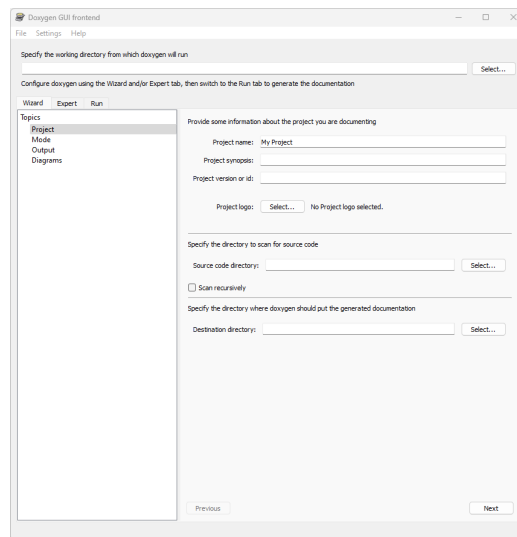 Doxygen GUI frontend
File Settings Help
Specify the working directory from which doxygen will run
Select...
Configure doxygen using the Wizard and/or Expert tab, then switch to the Run tab to generate the documentation
Wizard Expert Run
Topics
Project
Mode
Output
Diagrams
Provide some information about the project you are documenting
Project name: My Project
Project synopsis:
Project version or id:
Project logo: Select... No Project logo selected.
Specify the directory to scan for source code
Source code directory: Select...
Scan recursively
Specify the directory where doxygen should put the generated documentation
Destination directory: Select...
Previous Next